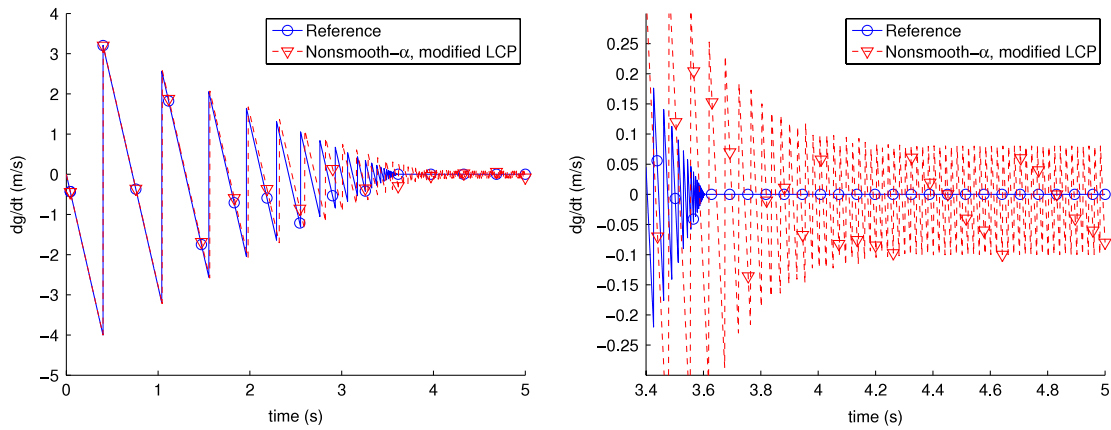 4
3
2
1
0
−1
−2
−3
−4
−5
dg/dt (m/s)
0 1 2 3 4 5
time (s)
Reference
Nonsmooth−α, modified LCP
0.25
0.2
0.15
0.1
0.05
0
−0.05
−0.1
−0.15
−0.2
−0.25
dg/dt (m/s)
3.4 3.6 3.8 4 4.2 4.4 4.6 4.8 5
time (s)
Reference
Nonsmooth−α, modified LCP